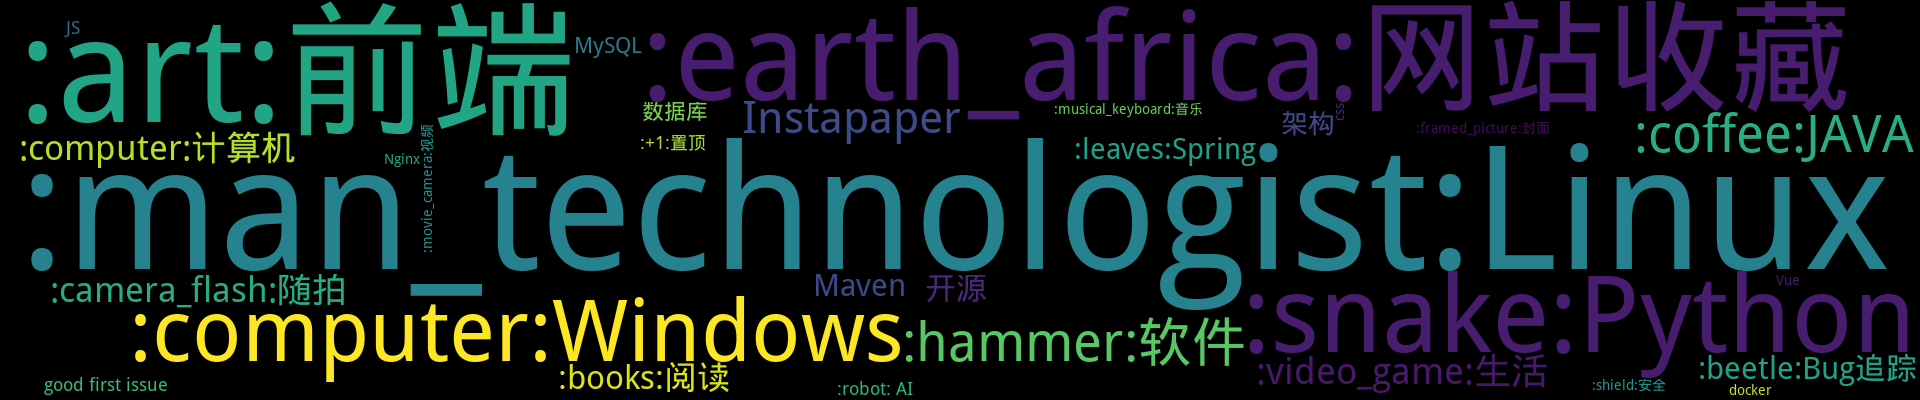 JS
:art:前端
MySQL
:earth_africa:网站收藏
数据库
Instapaper
:musical_keyboard:音乐
架构
css
:framed_picture:封面
:coffee:JAVA
:computer:计算机
Nginx
:movie_camera:视频
:+1:置顶
:leaves:Spring
:man_technologist:Linux
:camera_flash:随拍
Maven
开源
Vue
:computer:Windows
:hammer:软件
:snake:Python
:video_game:生活
:beetle:Bug追踪
good first issue
:books:阅读
:robot: AI
:shield:安全
docker